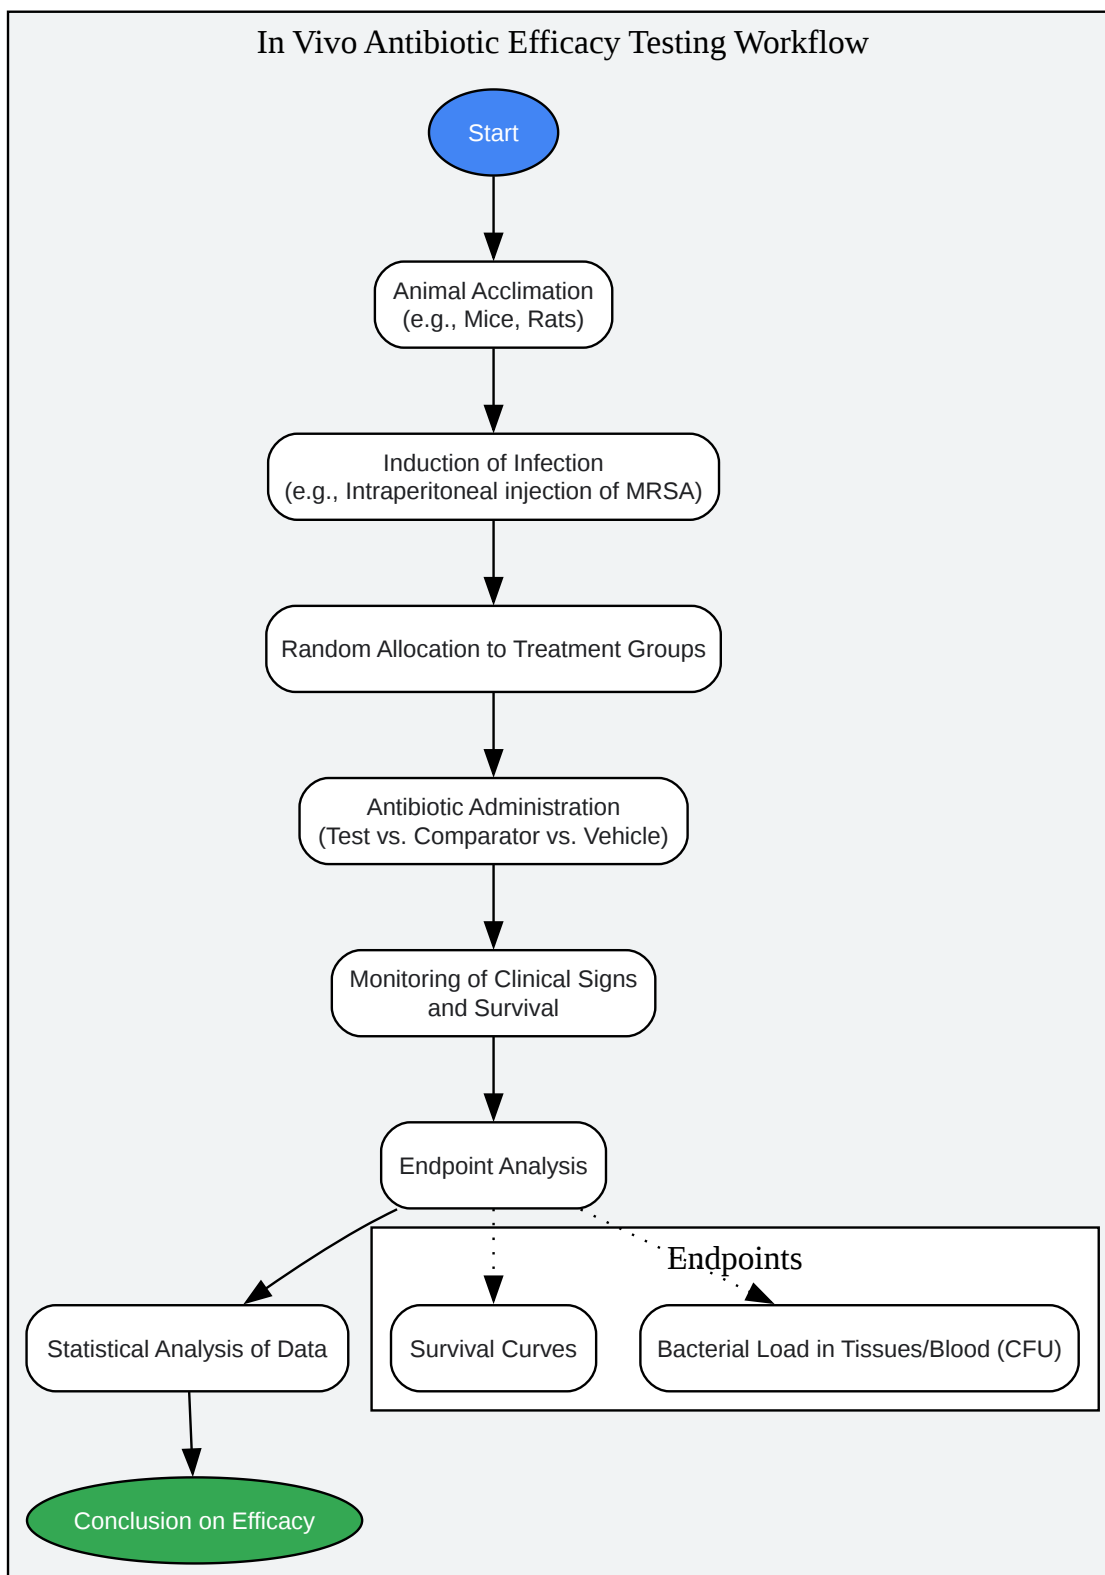 In Vivo Antibiotic Efficacy Testing Workflow
Start
Animal Acclimation
(e.g., Mice, Rats)
Induction of Infection
(e.g., Intraperitoneal injection of MRSA)
Random Allocation to Treatment Groups
Antibiotic Administration
(Test vs. Comparator vs. Vehicle)
Monitoring of Clinical Signs
and Survival
Endpoint Analysis
Endpoints
Statistical Analysis of Data
Survival Curves
Bacterial Load in Tissues/Blood (CFU)
Conclusion on Efficacy